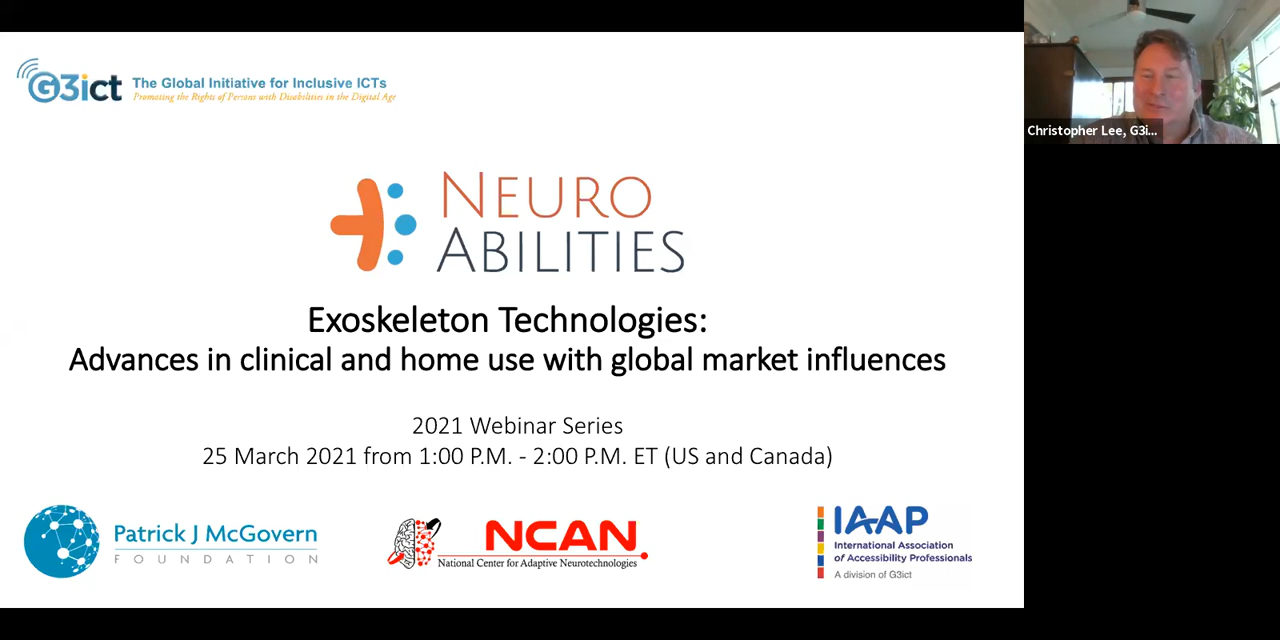 G3ict The Global Initiative for Inclusive ICTs
Promoting the Rights of Persons with Disabilities in the Digital Age
Christopher Lee, G3i...
NEURO
ABILITIES
Exoskeleton Technologies:
Advances in clinical and home use with global market influences
2021 Webinar Series
25 March 2021 from 1:00 P.M. - 2:00 P.M. ET (US and Canada)
Patrick J McGovern
FOUNDATION
NCAN
National Center for Adaptive Neurotechnologies
IAAP
International Association
of Accessibility Professionals
A division of G3ict